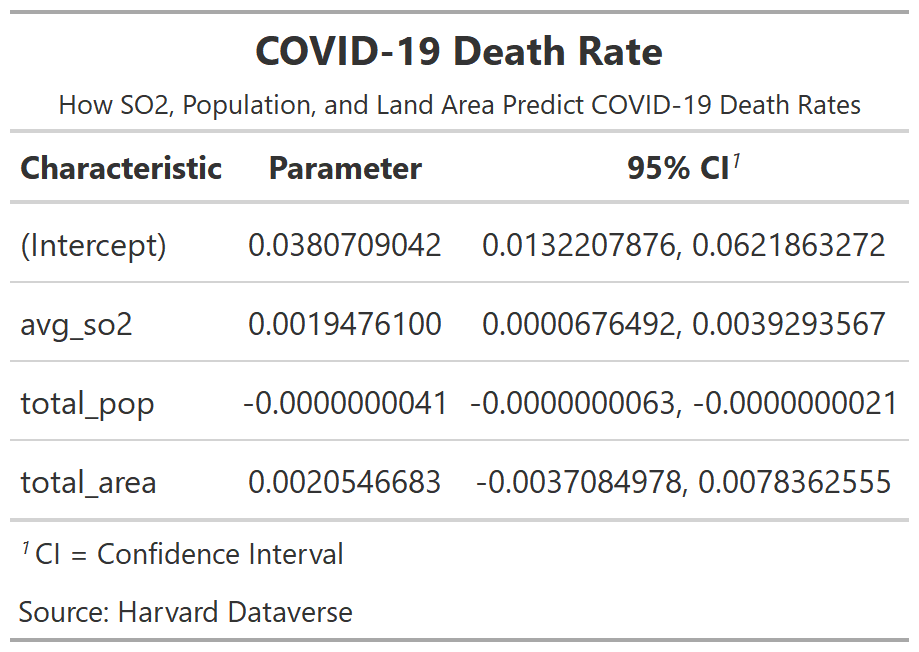 COVID-19 Death Rate
How SO2, Population, and Land Area Predict COVID-19 Death Rates
Characteristic Parameter 95% CI1
(Intercept) 0.0380709042 0.0132207876, 0.0621863272
avg_so2 0.0019476100 0.0000676492, 0.0039293567
total_pop -0.0000000041 -0.0000000063, -0.0000000021
total_area 0.0020546683 -0.0037084978, 0.0078362555
1 CI = Confidence Interval
Source: Harvard Dataverse